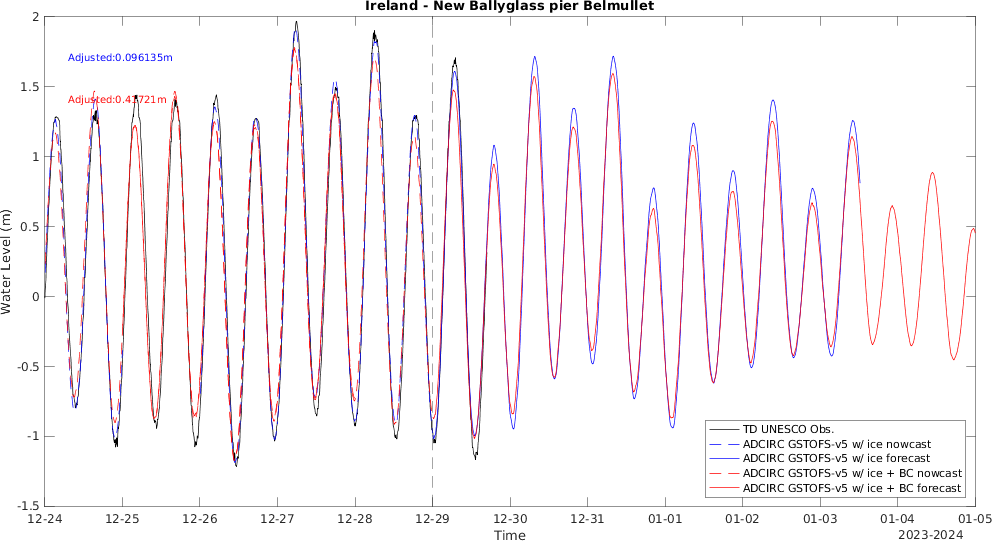 Ireland - New Ballyglass pier Belmullet
Adjusted:0.096135m
Adjusted:0.41721m
Water Level (m)
2
1.5
1
0.5
0
-0.5
-1
-1.5
12-24
12-25
12-26
12-27
12-28
12-29
12-30
12-31
01-01
01-02
01-03
01-04
01-05
Time
2023-2024
TD UNESCO Obs.
ADCIRC GSTOFS-v5 w/ ice nowcast
ADCIRC GSTOFS-v5 w/ ice forecast
ADCIRC GSTOFS-v5 w/ ice + BC nowcast
ADCIRC GSTOFS-v5 w/ ice + BC forecast